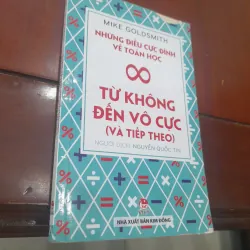 MIKE GOLDSMITH
NHỮNG ĐIỀU CỰC ĐỈNH
VỀ TOÁN HỌC
∞
TỪ KHÔNG
ĐẾN VÔ CỰC
(VÀ TIẾP THEO)
NGƯỜI DỊCH: NGUYỄN QUỐC TÍN
NHÀ XUẤT BẢN KIM ĐỒNG